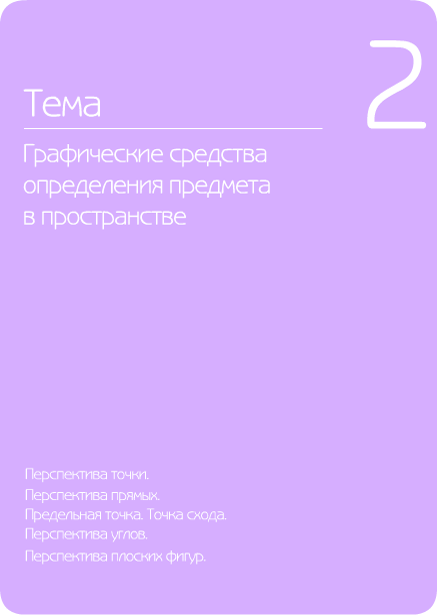 2
Тема
Графические средства
определения предмета
в пространстве
Перспектива точки.
Перспектива прямых.
Предельная точка. Точка схода.
Перспектива углов.
Перспектива плоских фигур.